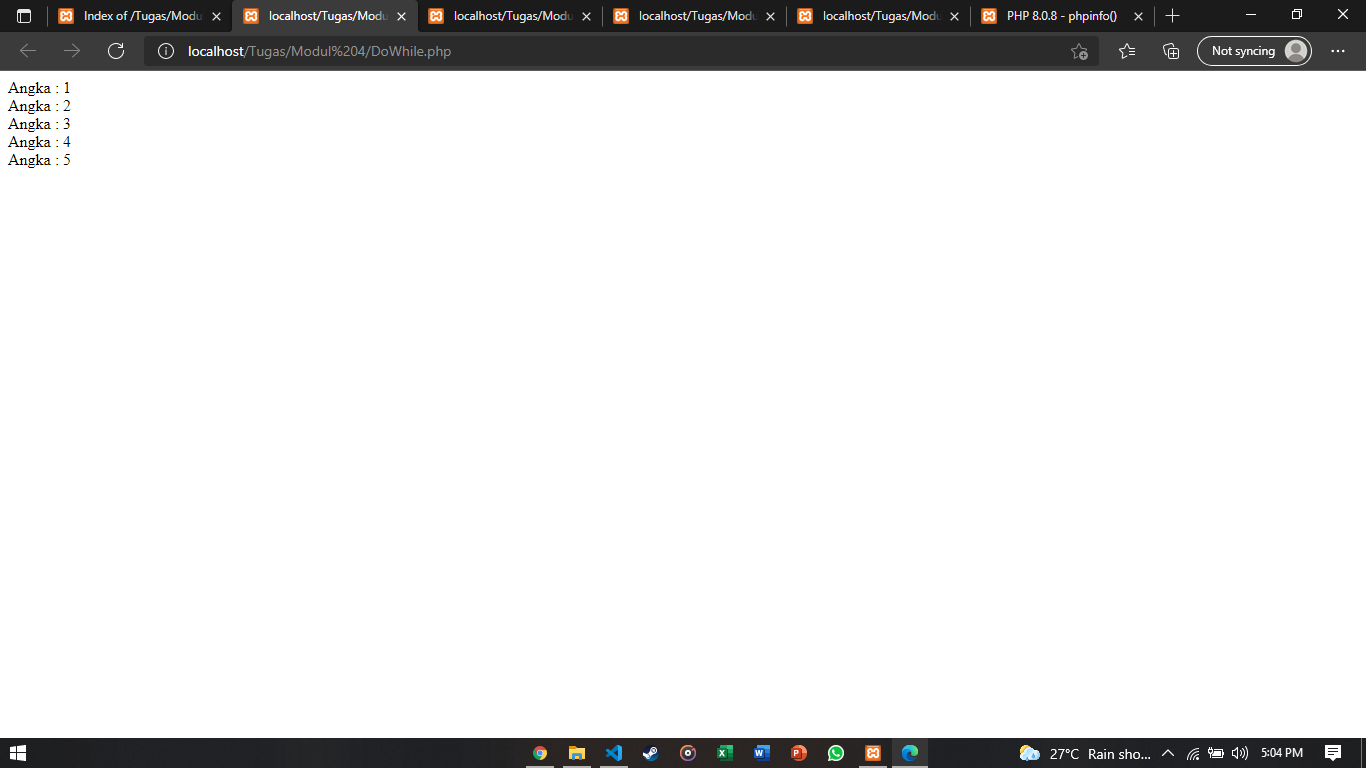 Index of /Tugas/Modu
localhost/Tugas/Modu
localhost/Tugas/Modu
localhost/Tugas/Modu
localhost/Tugas/Modu
PHP 8.0.8 - phpinfo()
localhost/Tugas/Modul%204/DoWhile.php
Not syncing
Angka : 1
Angka : 2
Angka : 3
Angka : 4
Angka : 5
27°C Rain sho...
5:04 PM